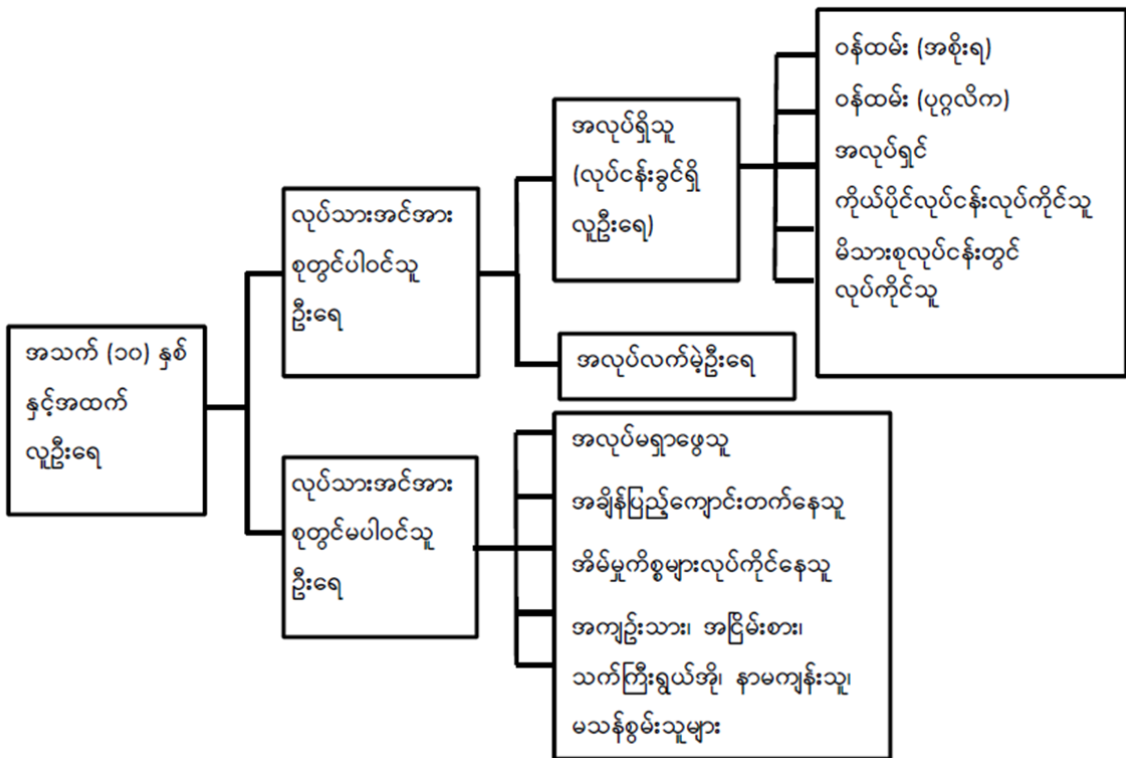 အသက် (၁၀) နှစ်
နှင့်အထက်
လူဦးရေ
လုပ်သားအင်အား
စုတွင်ပါဝင်သူ
ဦးရေ
အလုပ်ရှိသူ
(လုပ်ငန်းခွင်ရှိ
လူဦးရေ)
ဝန်ထမ်း (အစိုးရ)
ဝန်ထမ်း (ပုဂ္ဂလိက)
အလုပ်ရှင်
ကိုယ်ပိုင်လုပ်ငန်းလုပ်ကိုင်သူ
မိသားစုလုပ်ငန်းတွင်
လုပ်ကိုင်သူ
အလုပ်လက်မဲ့ဦးရေ
လုပ်သားအင်အား
စုတွင်မပါဝင်သူ
ဦးရေ
အလုပ်မရှာဖွေသူ
အချိန်ပြည့်ကျောင်းတက်နေသူ
အိမ်မှုကိစ္စများလုပ်ကိုင်နေသူ
အကျဉ်းသား၊ အငြိမ်းစား၊
သက်ကြီးရွယ်အို၊ နာမကျန်းသူ၊
မသန်စွမ်းသူများ